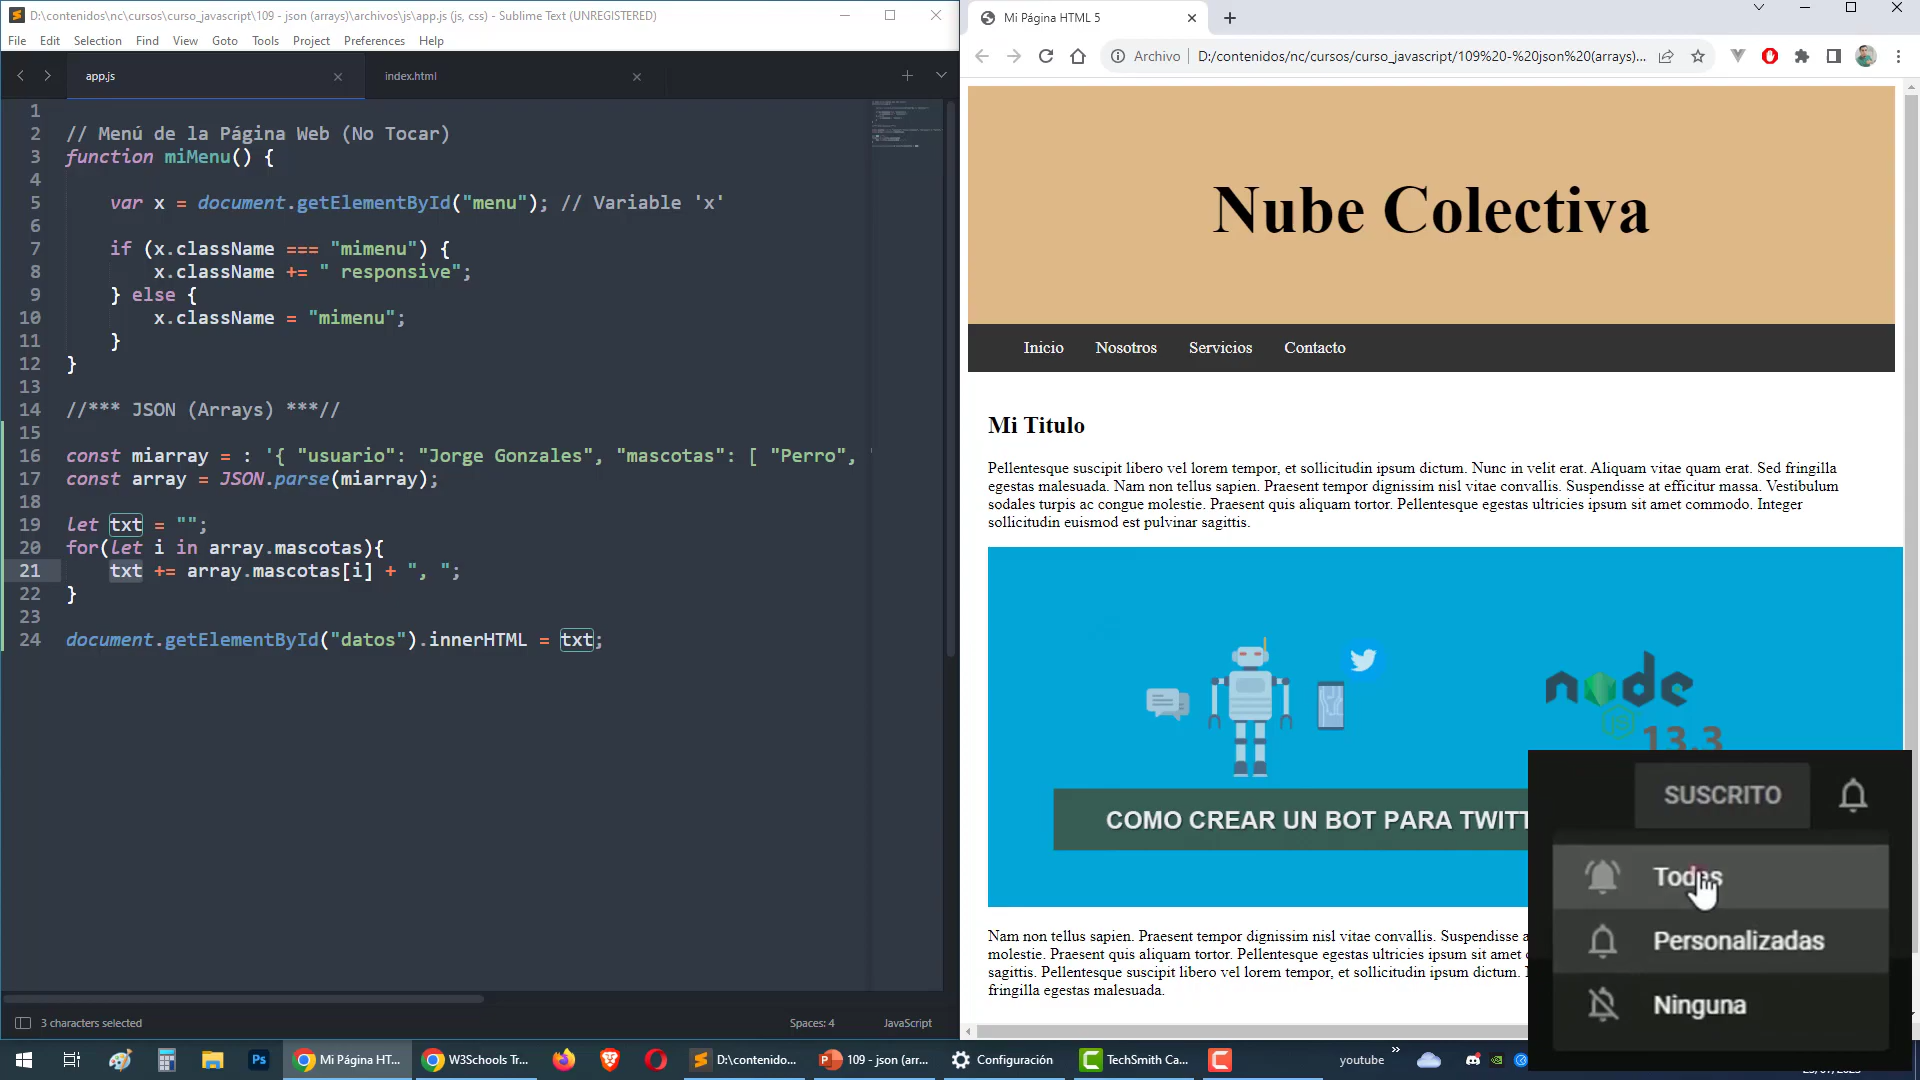 D:\contenidos\nc\cursos\curso_javascript\109 - json (arrays)\archivos\js\app.js (js, css) - Sublime Text (UNREGISTERED)
File Edit Selection Find View Goto Tools Project Preferences Help
app.js index.html
1
2 // Menú de la Página Web (No Tocar)
3 function miMenu() {
4
5 var x = document.getElementById("menu"); // Variable 'x'
6
7 if (x.className === "mimenu") {
8 x.className += " responsive";
9 } else {
10 x.className = "mimenu";
11 }
12 }
13
14 //*** JSON (Arrays) ***//
15
16 const miarray = : '{ "usuario": "Jorge Gonzales", "mascotas": [ "Perro",
17 const array = JSON.parse(miarray);
18
19 let txt = "";
20 for(let i in array.mascotas){
21 txt += array.mascotas[i] + ", ";
22 }
23
24 document.getElementById("datos").innerHTML = txt;
3 characters selected Spaces: 4 JavaScript
Mi Página HTML 5
Archivo D:/contenidos/nc/cursos/curso_javascript/109%20-%20json%20(arrays)...
Nube Colectiva
Inicio Nosotros Servicios Contacto
Mi Titulo
Pellentesque suscipit libero vel lorem tempor, et sollicitudin ipsum dictum. Nunc in velit erat. Aliquam vitae quam erat. Sed fringilla
egestas malesuada. Nam non tellus sapien. Praesent tempor dignissim nisl vitae convallis. Suspendisse at efficitur massa. Vestibulum
sodales turpis ac congue molestie. Praesent quis aliquam tortor. Pellentesque egestas ultricies ipsum sit amet commodo. Integer
sollicitudin euismod est pulvinar sagittis.
node
JS
13.3
COMO CREAR UN BOT PARA TWITT
Nam non tellus sapien. Praesent tempor dignissim nisl vitae convallis. Suspendisse a
molestie. Praesent quis aliquam tortor. Pellentesque egestas ultricies ipsum sit amet
sagittis. Pellentesque suscipit libero vel lorem tempor, et sollicitudin ipsum dictum.
fringilla egestas malesuada.
SUSCRITO
Todas
Personalizadas
Ninguna
Ps Mi Página HT... W3Schools Tr... D:\contenido... 109 - json (arr... Configuración TechSmith Ca... youtube